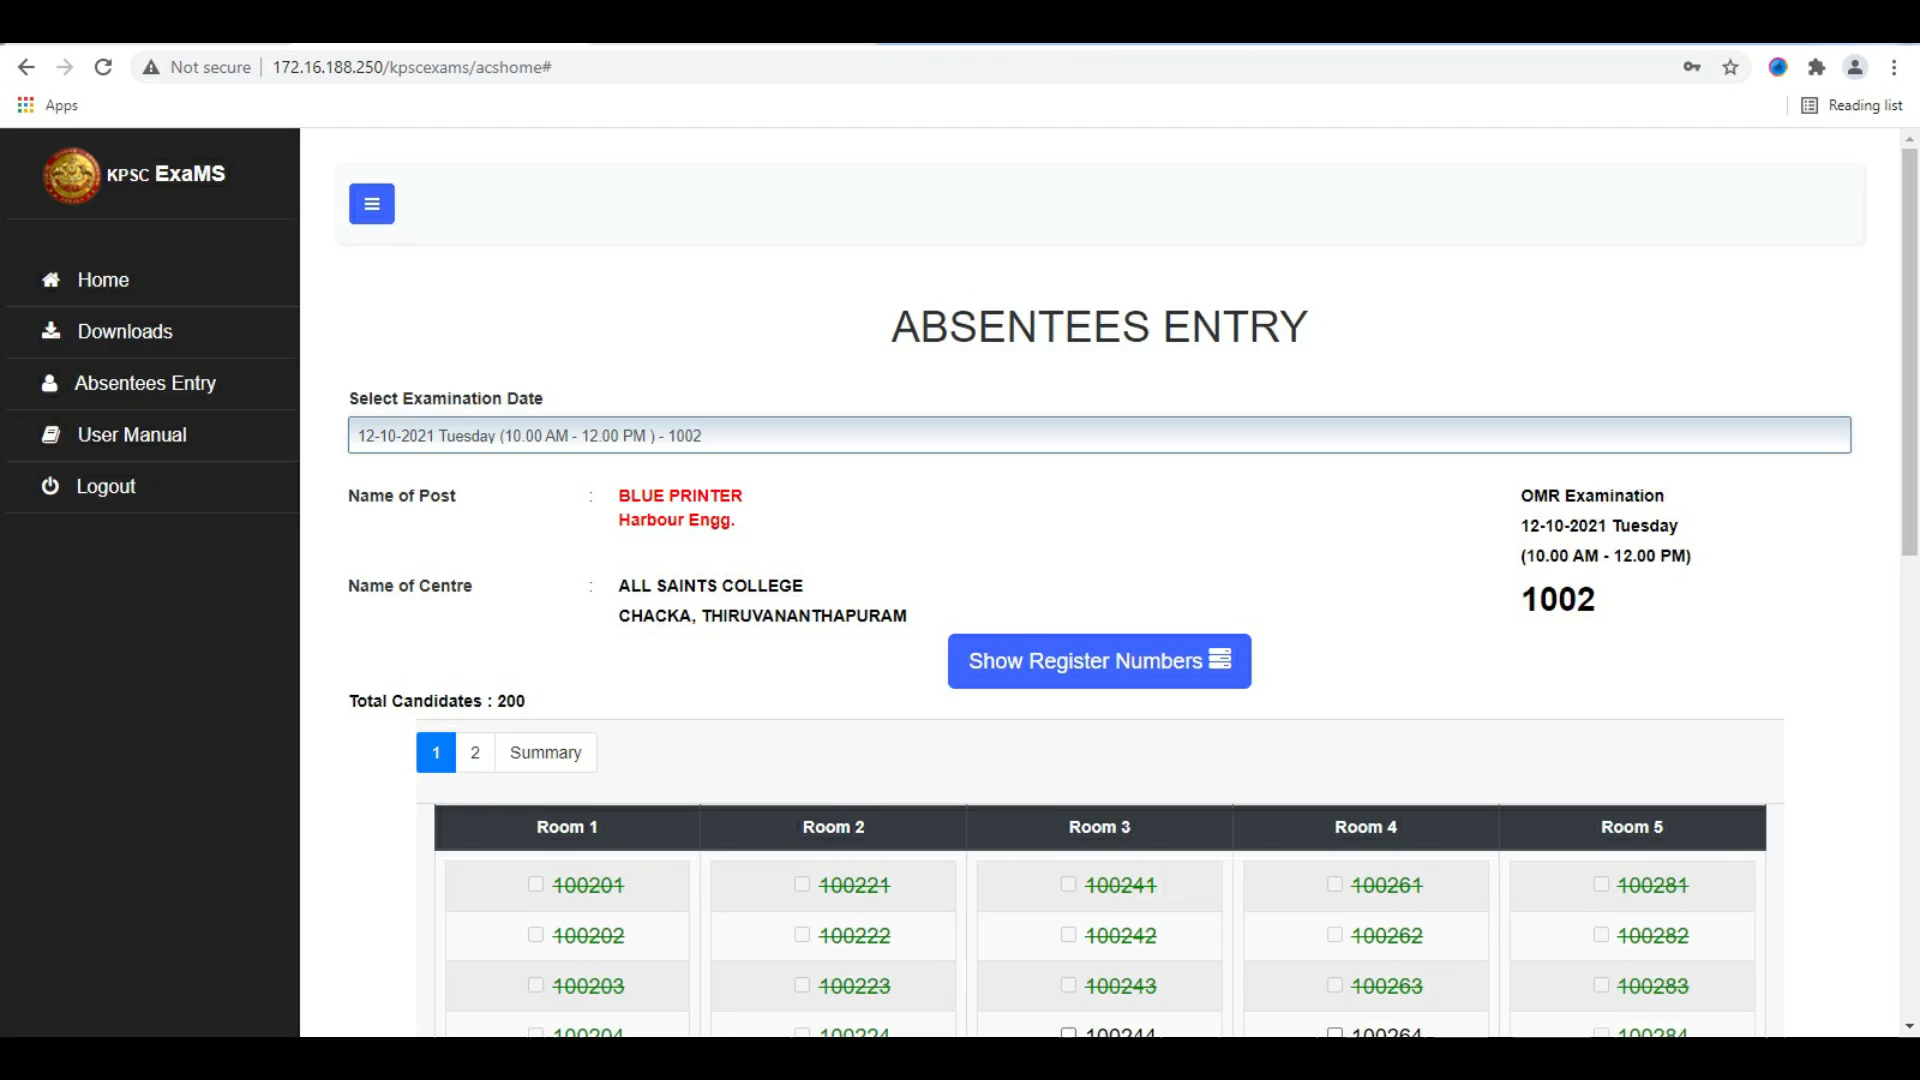 Not secure 172.16.188.250/kpscexams/acshome#
Apps
Reading list
KPSC ExaMS
Home
Downloads
Absentees Entry
User Manual
Logout
ABSENTEES ENTRY
Select Examination Date
12-10-2021 Tuesday (10.00 AM - 12.00 PM ) - 1002
Name of Post : BLUE PRINTER
Harbour Engg.
OMR Examination
12-10-2021 Tuesday
(10.00 AM - 12.00 PM)
1002
Name of Centre : ALL SAINTS COLLEGE
CHACKA, THIRUVANANTHAPURAM
Show Register Numbers
Total Candidates : 200
1 2 Summary
Room 1 Room 2 Room 3 Room 4 Room 5
100201 100221 100241 100261 100281
100202 100222 100242 100262 100282
100203 100223 100243 100263 100283
100204 100224 100244 100264 100284